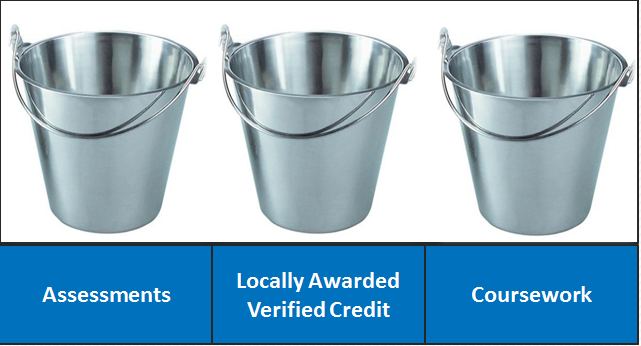 Assessments
Locally Awarded
Verified Credit
Coursework